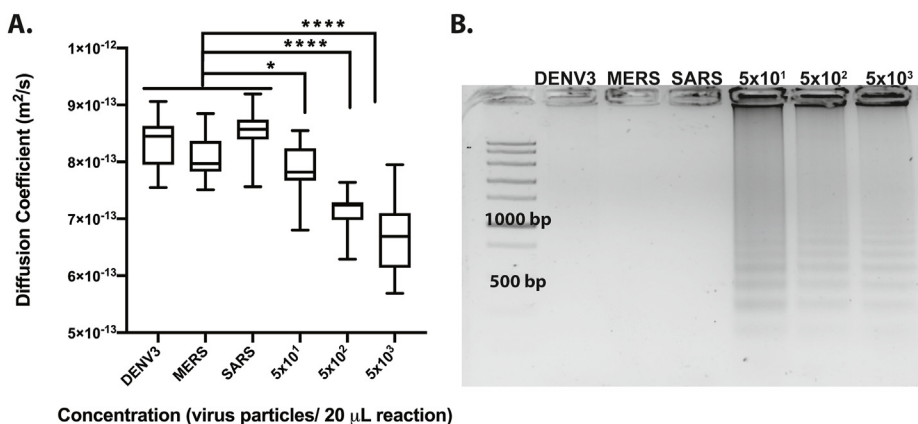 A.
****
****
*
1×10-12
9×10-13
8×10-13
7×10-13
6×10-13
5×10-13
Diffusion Coefficient (m²/s)
DENV3
MERS
SARS
5x10¹
5x10²
5x10³
Concentration (virus particles/ 20 μL reaction)
B.
DENV3 MERS SARS 5x10¹ 5x10² 5x10³
1000 bp
500 bp